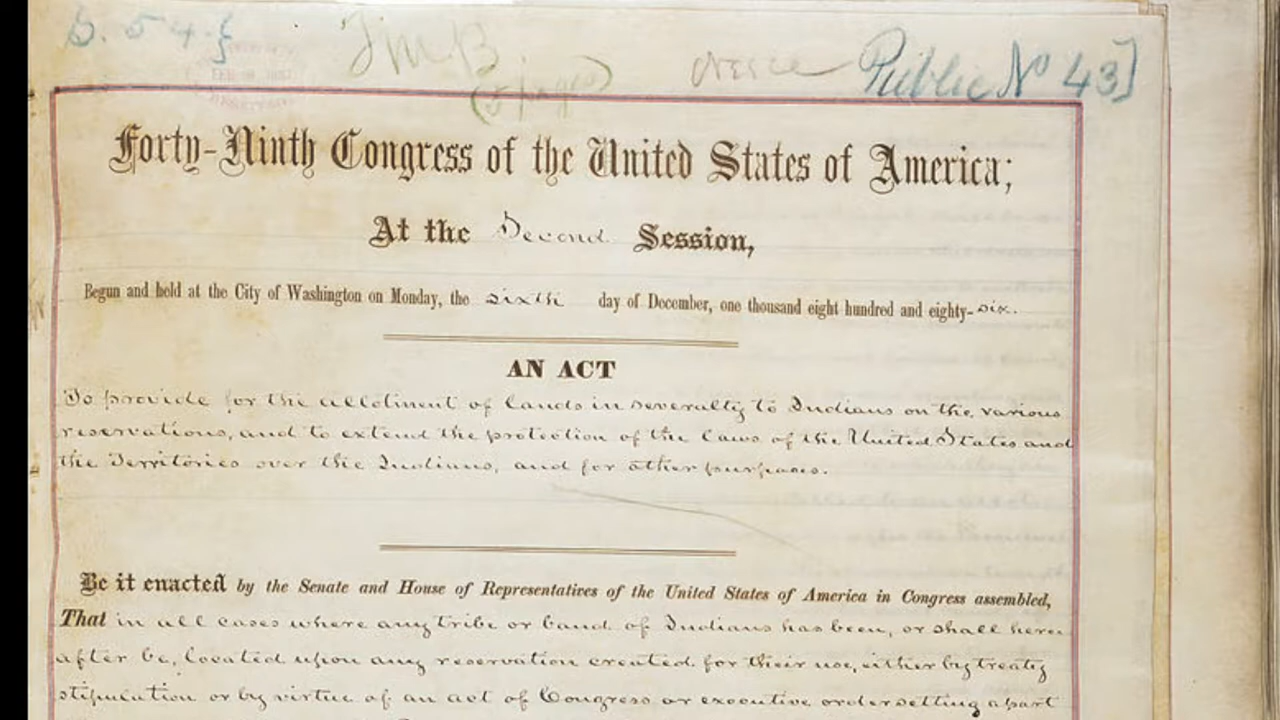 S. 54.}
JMB
(5 pages)
Public No 43]
Forty-Ninth Congress of the United States of America;
At the Second Session,
Begun and held at the City of Washington on Monday, the sixth day of December, one thousand eight hundred and eighty-six.
AN ACT
To provide for the allotment of lands in severalty to Indians on the various
reservations, and to extend the protection of the laws of the United States and
the Territories over the Indians, and for other purposes.
Be it enacted by the Senate and House of Representatives of the United States of America in Congress assembled,
That in all cases where any tribe or band of Indians has been, or shall here
after be, located upon any reservation created for their use, either by treaty
stipulation or by virtue of an act of Congress or executive order setting apart